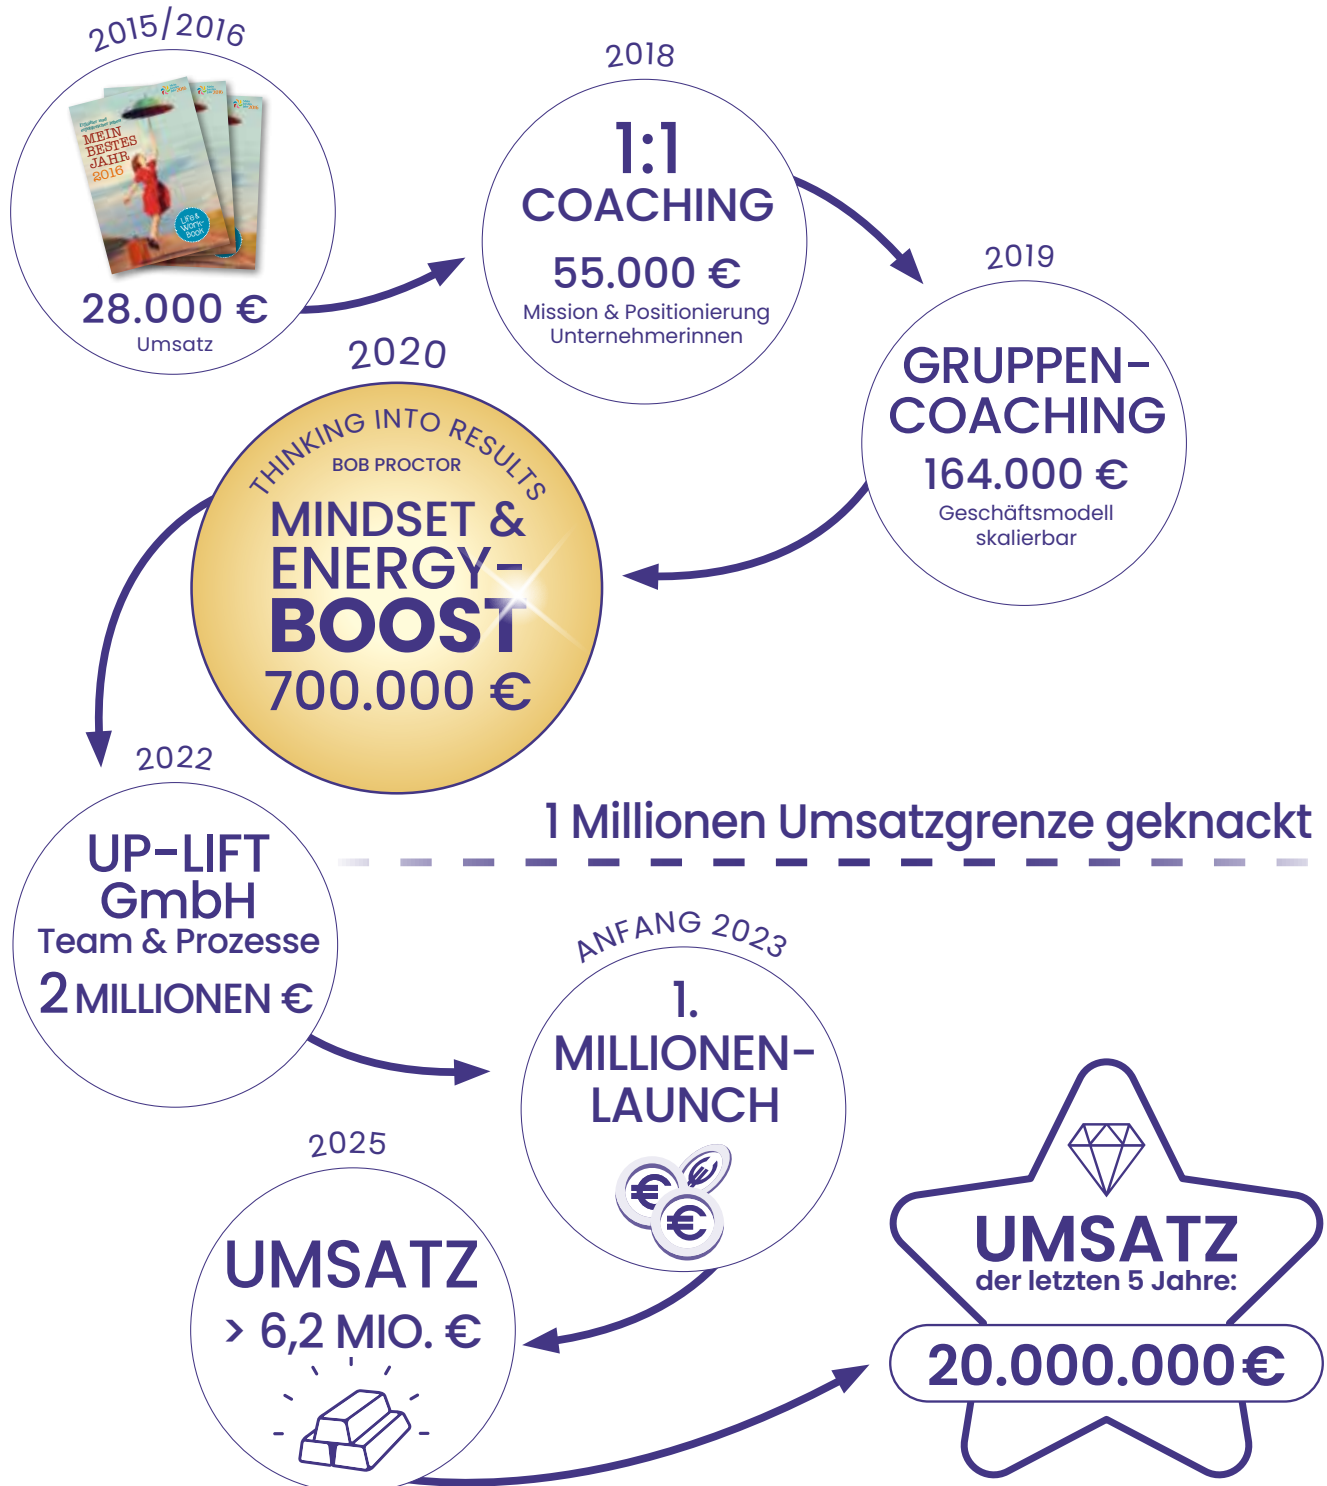 2015/2016
MEIN
BESTES
JAHR
2016
Life &
Work-
Book
28.000 €
Umsatz
2018
1:1
COACHING
55.000 €
Mission & Positionierung
Unternehmerinnen
2019
GRUPPEN-
COACHING
164.000 €
Geschäftsmodell
skalierbar
2020
THINKING INTO RESULTS
BOB PROCTOR
MINDSET &
ENERGY-
BOOST
700.000 €
2022
UP-LIFT
GmbH
Team & Prozesse
2 MILLIONEN €
1 Millionen Umsatzgrenze geknackt
ANFANG 2023
1.
MILLIONEN-
LAUNCH
2025
UMSATZ
> 6,2 MIO. €
UMSATZ
der letzten 5 Jahre:
20.000.000 €